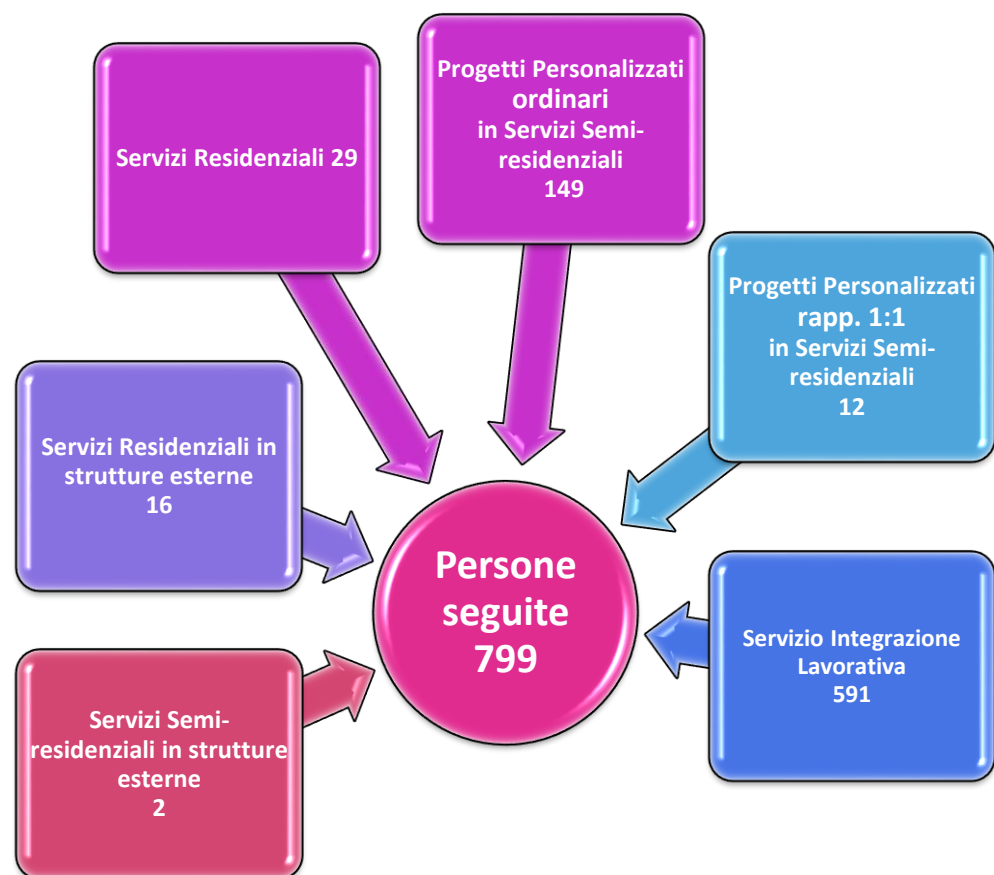 Servizi Residenziali 29
Progetti Personalizzati
ordinari
in Servizi Semi-
residenziali
149
Progetti Personalizzati
rapp. 1:1
in Servizi Semi-
residenziali
12
Servizi Residenziali in
strutture esterne
16
Persone
seguite
799
Servizio Integrazione
Lavorativa
591
Servizi Semi-
residenziali in strutture
esterne
2